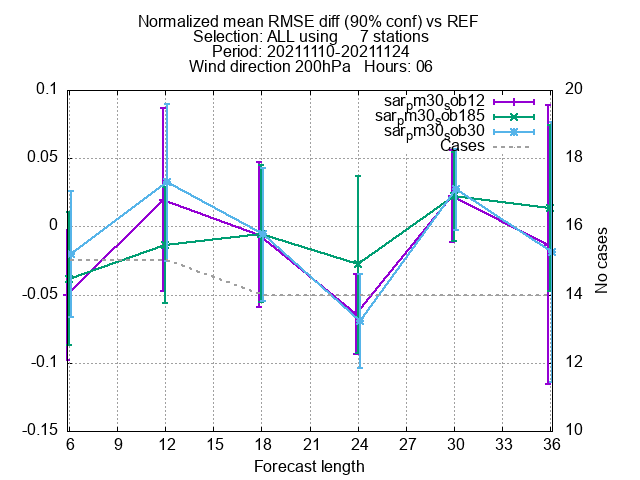 Normalized mean RMSE diff (90% conf) vs REF
Selection: ALL using 7 stations
Period: 20211110-20211124
Wind direction 200hPa Hours: 06
0.1
0.05
0
-0.05
-0.1
-0.15
20
18
16
14
12
10
No cases
sar_pm30_sob12
sar_pm30_sob185
sar_pm30_sob30
Cases
6 9 12 15 18 21 24 27 30 33 36
Forecast length